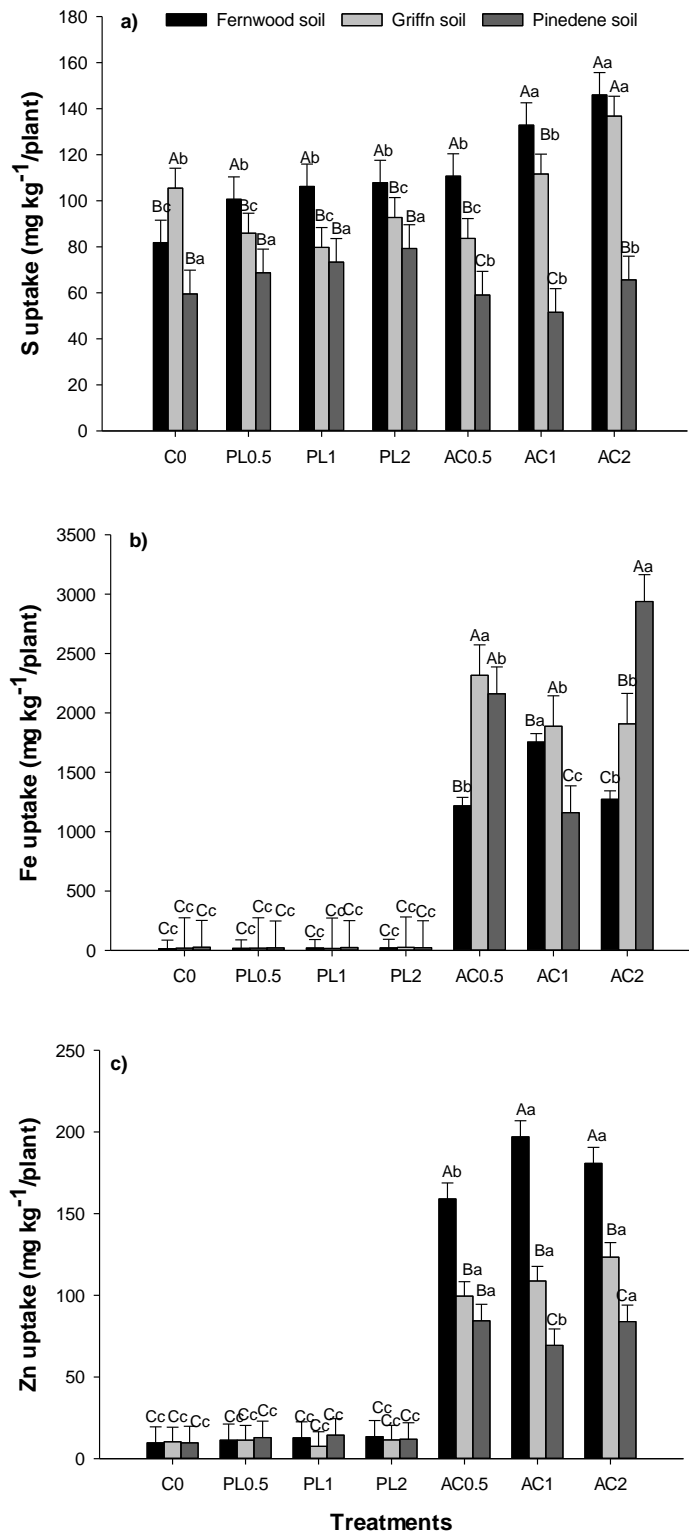 a) Fernwood soil Griffn soil Pinedene soil
S uptake (mg kg⁻¹/plant)
180
160
140
120
100
80
60
40
20
0
Bc Ab Ba
Ab Bc Ba
Ab Bc Ba
Ab Bc Ba
Ab Bc Cb
Aa Bb Cb
Aa Aa Bb
C0 PL0.5 PL1 PL2 AC0.5 AC1 AC2
b)
Fe uptake (mg kg⁻¹/plant)
3500
3000
2500
2000
1500
1000
500
0
Cc Cc Cc
Cc Cc Cc
Cc Cc Cc
Cc Cc Cc
Bb Aa Ab
Ba Ab Cc
Cb Bb Aa
C0 PL0.5 PL1 PL2 AC0.5 AC1 AC2
c)
Zn uptake (mg kg⁻¹/plant)
250
200
150
100
50
0
Cc Cc Cc
Cc Cc Cc
Cc Cc Cc
Cc Cc Cc
Ab Ba Ba
Aa Ba Cb
Aa Ba Ca
C0 PL0.5 PL1 PL2 AC0.5 AC1 AC2
Treatments